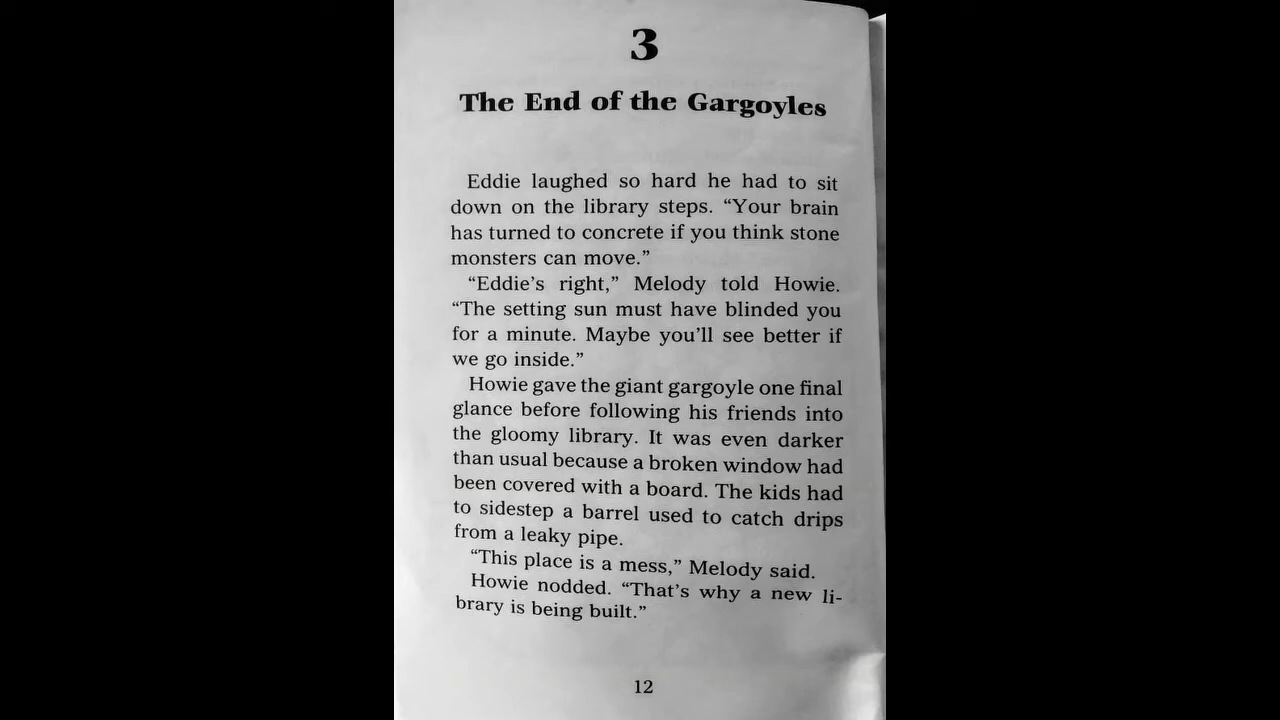 3
The End of the Gargoyles
Eddie laughed so hard he had to sit
down on the library steps. “Your brain
has turned to concrete if you think stone
monsters can move.”
“Eddie’s right,” Melody told Howie.
“The setting sun must have blinded you
for a minute. Maybe you’ll see better if
we go inside.”
Howie gave the giant gargoyle one final
glance before following his friends into
the gloomy library. It was even darker
than usual because a broken window had
been covered with a board. The kids had
to sidestep a barrel used to catch drips
from a leaky pipe.
“This place is a mess,” Melody said.
Howie nodded. “That’s why a new li-
brary is being built.”
12